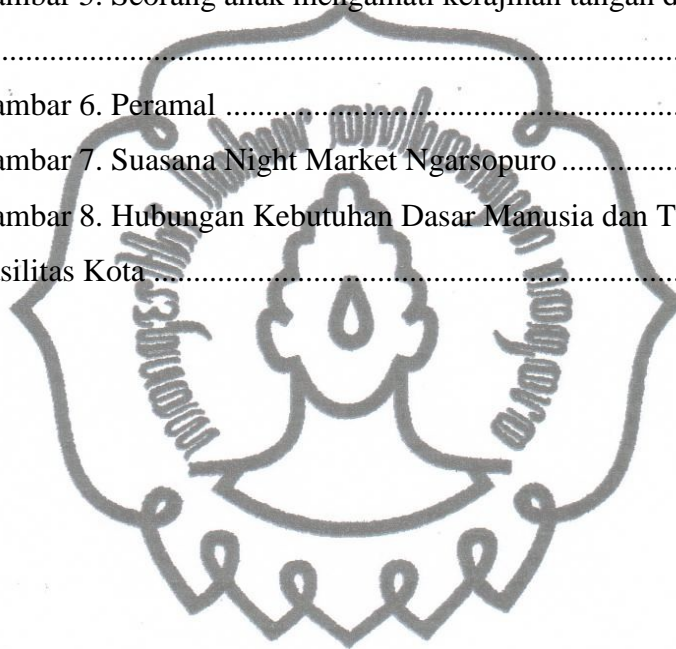 ambar 5. Seorang anak mengamati kerajinan tangan d
......................................................................................
ambar 6. Peramal ..........................................................
ambar 7. Suasana Night Market Ngarsopuro ...............
ambar 8. Hubungan Kebutuhan Dasar Manusia dan T
silitas Kota ...................................................................